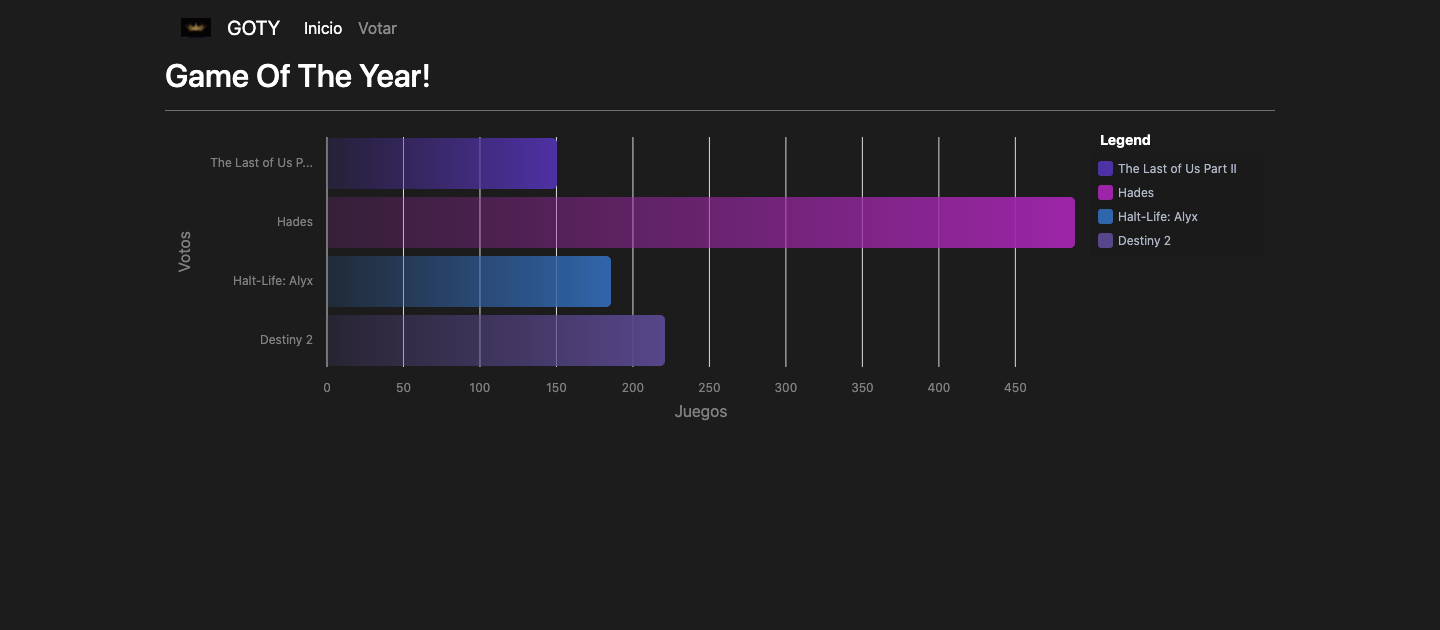 GOTY Inicio Votar
Game Of The Year!
Votos
The Last of Us P...
Hades
Halt-Life: Alyx
Destiny 2
0 50 100 150 200 250 300 350 400 450
Juegos
Legend
The Last of Us Part II
Hades
Halt-Life: Alyx
Destiny 2